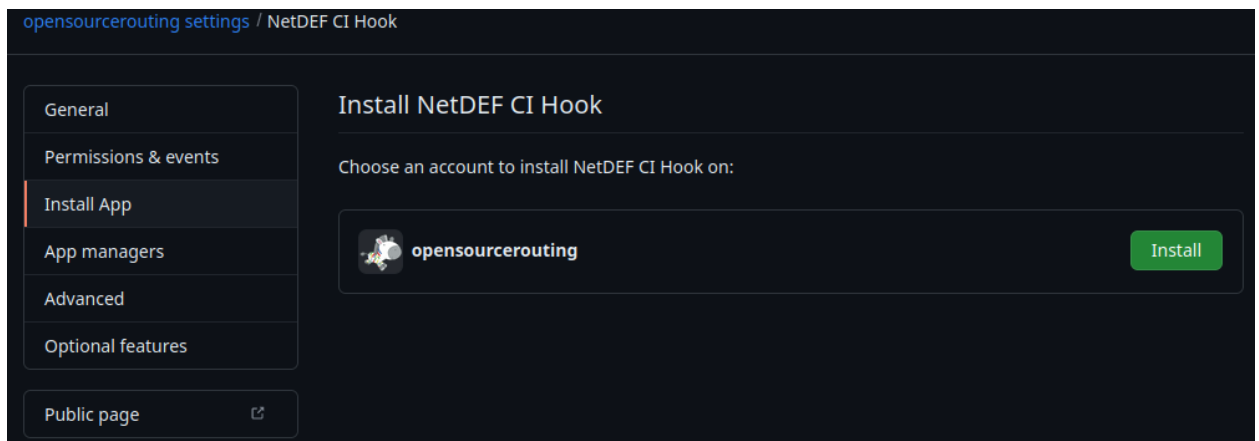 opensourcerouting settings / NetDEF CI Hook
General
Permissions & events
Install App
App managers
Advanced
Optional features
Public page
Install NetDEF CI Hook
Choose an account to install NetDEF CI Hook on:
opensourcerouting
Install